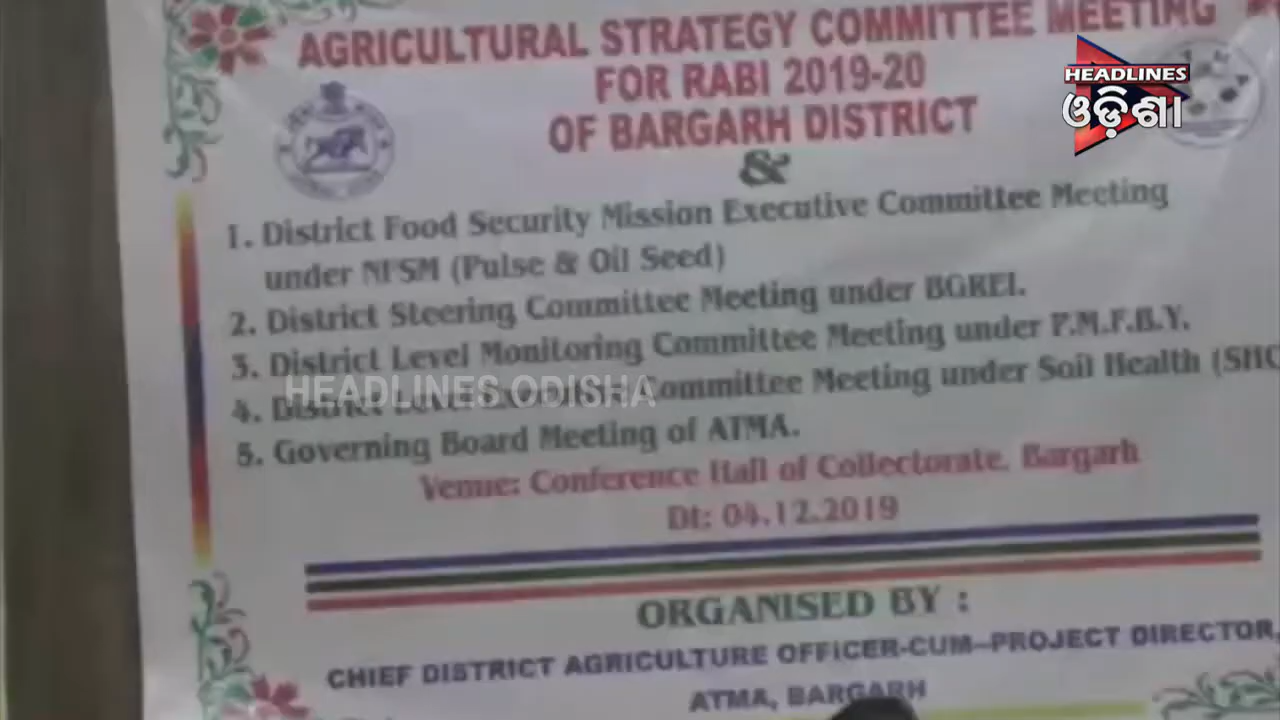 AGRICULTURAL STRATEGY COMMITTEE MEETING
FOR RABI 2019-20
OF BARGARH DISTRICT
&
HEADLINES
ଓଡ଼ିଶା
1. District Food Security Mission Executive Committee Meeting
under NFSM (Pulse & Oil Seed)
2. District Steering Committee Meeting under BGREI.
3. District Level Monitoring Committee Meeting under P.M.F.B.Y.
4. District Level Committee Meeting under Soil Health (SHC
HEADLINES ODISHA
5. Governing Board Meeting of ATMA.
Venue: Conference Hall of Collectorate, Bargarh
Dt: 04.12.2019
ORGANISED BY :
CHIEF DISTRICT AGRICULTURE OFFICER-CUM-PROJECT DIRECTOR,
ATMA, BARGARH